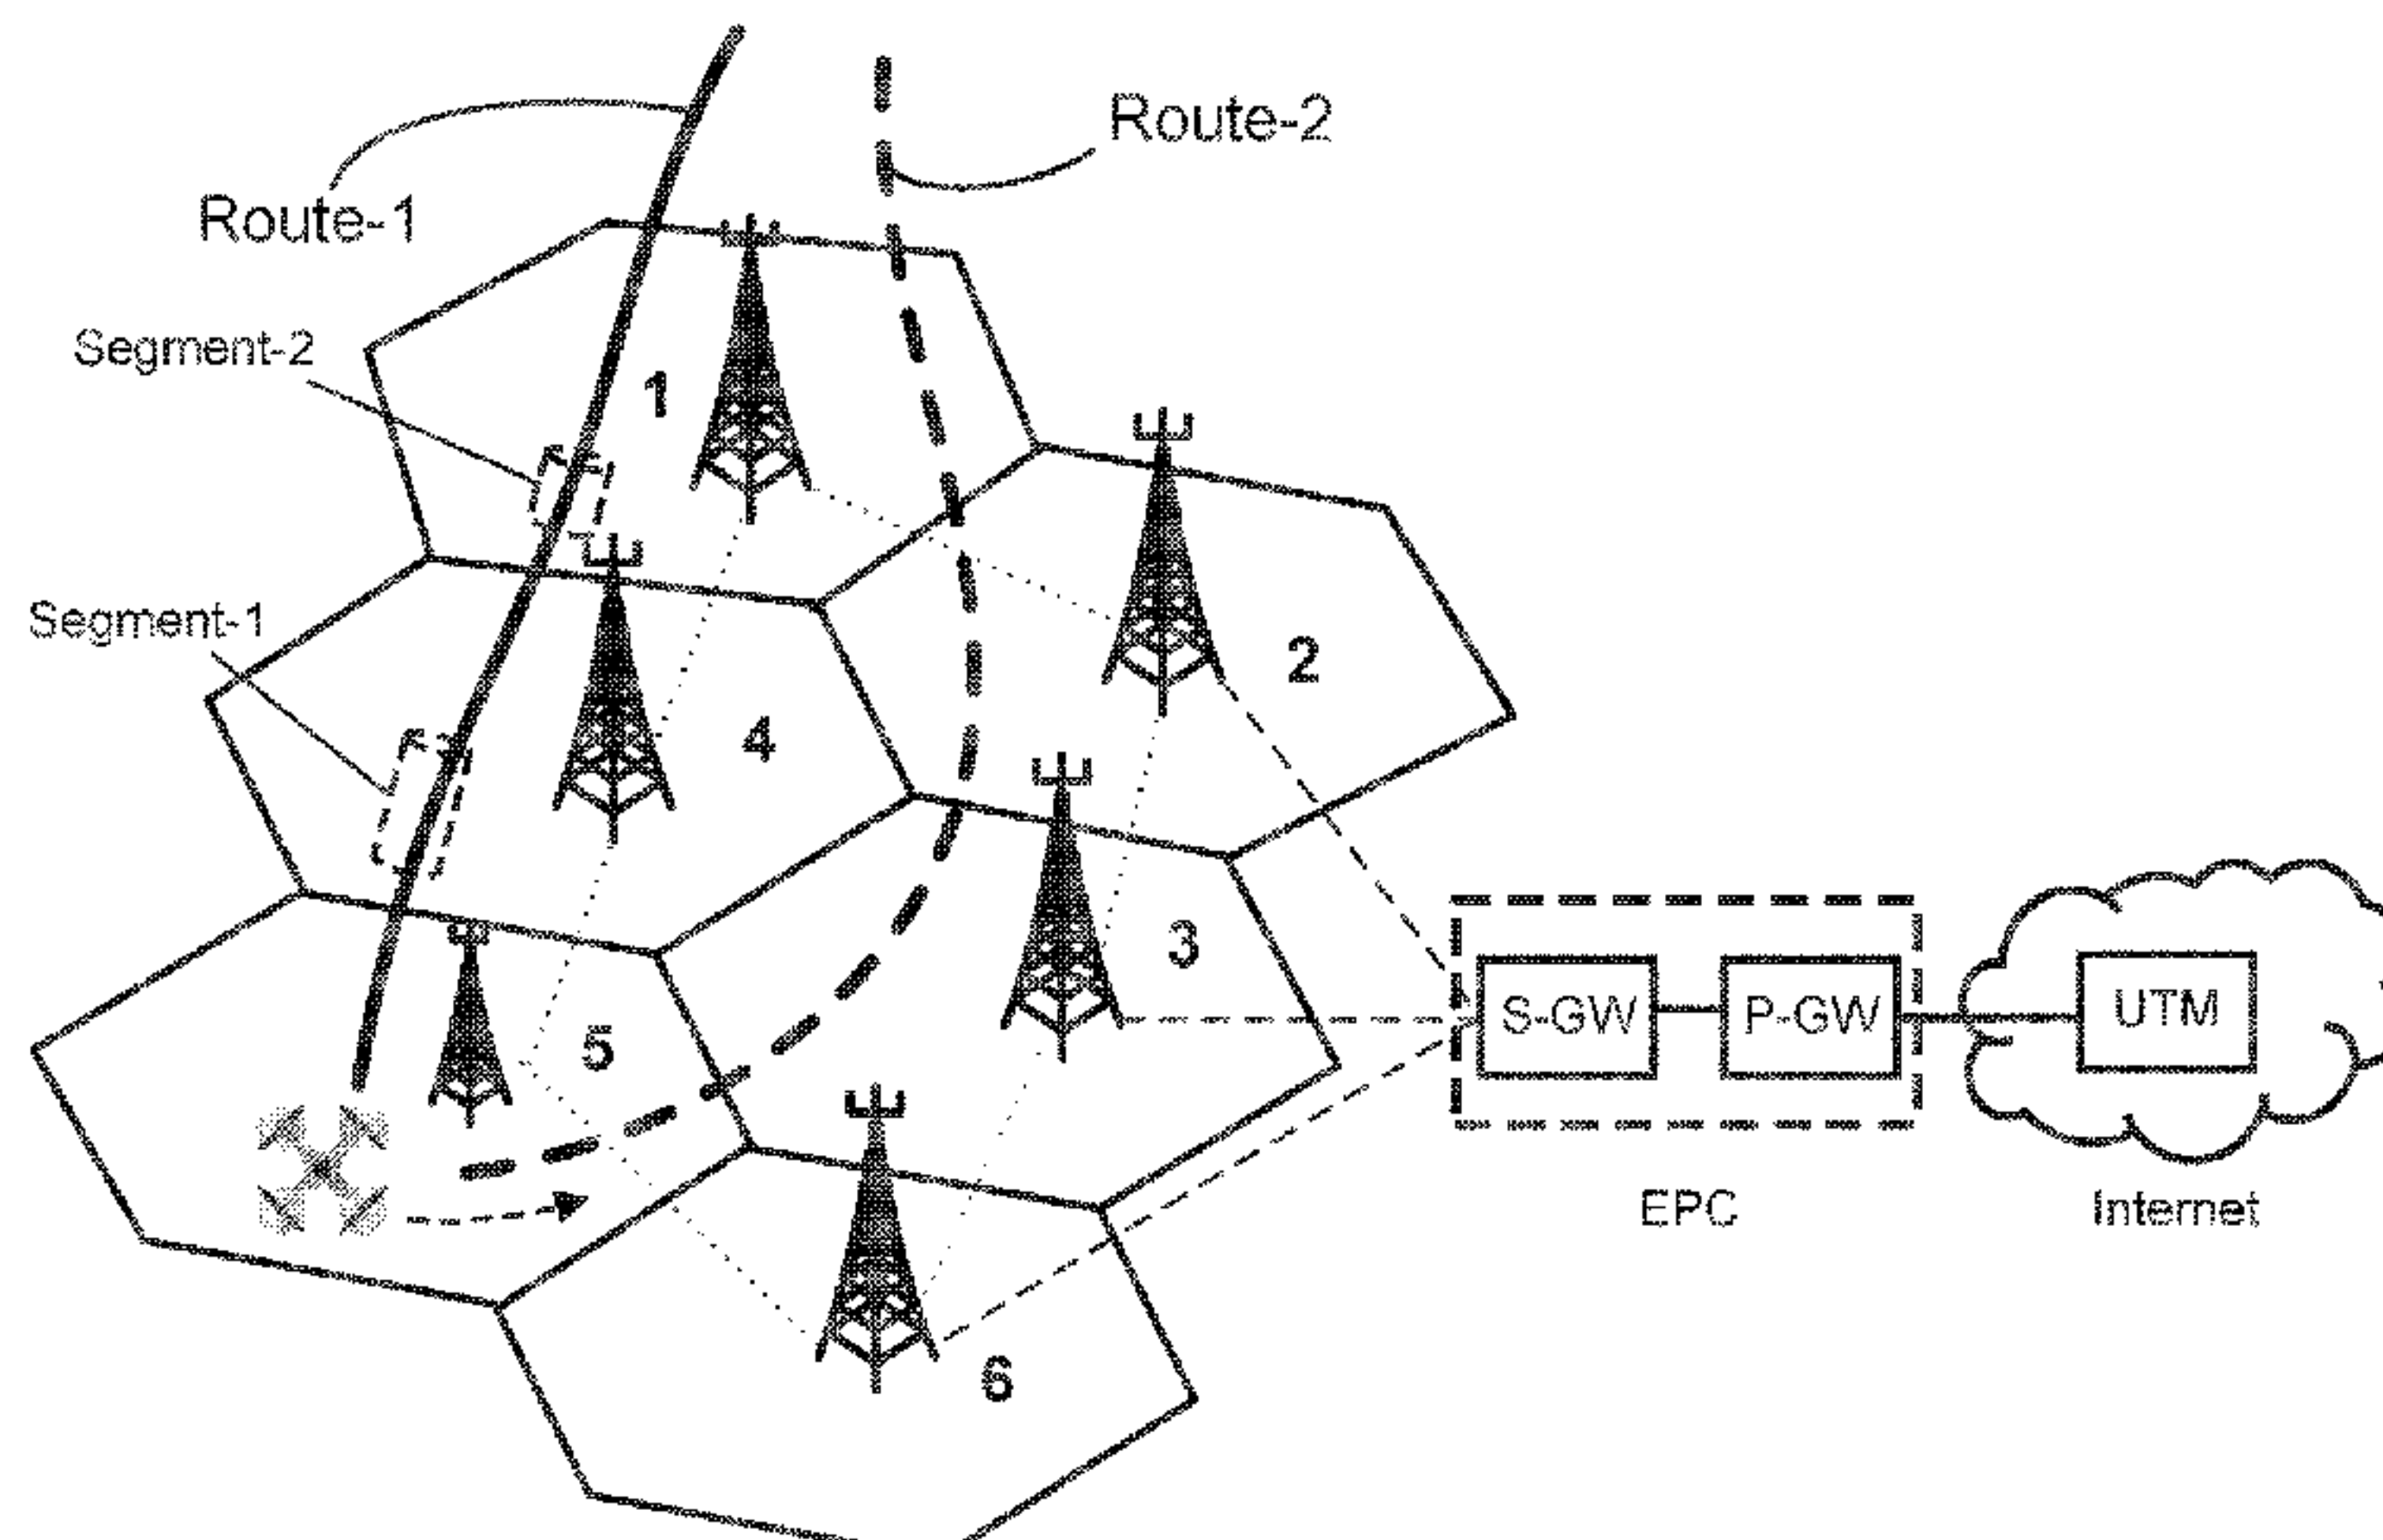 Route-2
Route-1
Segment-2
1
Segment-1
2
4
3
5
S-GW
P-GW
UTM
EPC
Internet
6